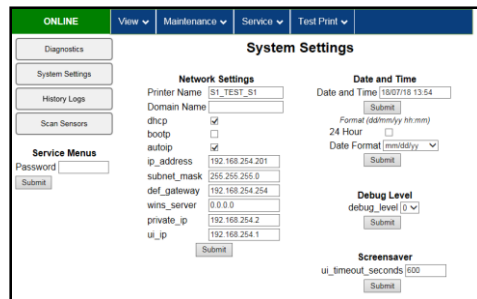 ONLINE View Maintenance Service Test Print
Diagnostics
System Settings
History Logs
Scan Sensors
Service Menus
Password
Submit
System Settings
Network Settings
Printer Name S1_TEST_S1
Domain Name
dhcp
bootp
autoip
ip_address 192.168.254.201
subnet_mask 255.255.255.0
def_gateway 192.168.254.254
wins_server 0.0.0.0
private_ip 192.168.254.2
ui_ip 192.168.254.1
Submit
Date and Time
Date and Time 18/07/18 13:54
Submit
Format (dd/mm/yy hh:mm)
24 Hour
Date Format mm/dd/yy
Submit
Debug Level
debug_level 0
Submit
Screensaver
ui_timeout_seconds 600
Submit